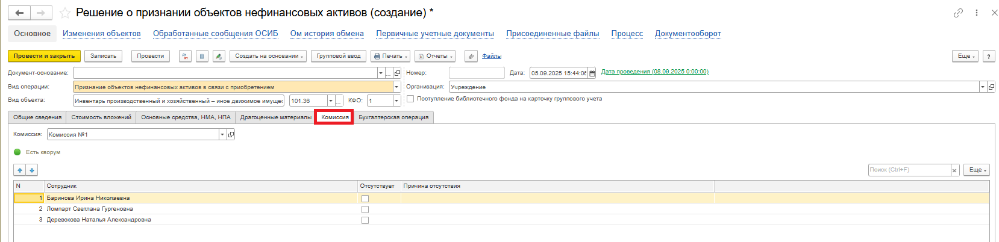 Решение о признании объектов нефинансовых активов (создание) *
Основное Изменения объектов Обработанные сообщения ОСИБ Ом история обмена Первичные учетные документы Присоединенные файлы Процесс Документооборот
Провести и закрыть Записать Провести Дт Кт Создать на основании Групповой ввод Печать Отчеты Файлы Еще ?
Документ-основание: ... Номер: Дата: 05.09.2025 15:44:06 Дата проведения (08.09.2025 0:00:00)
Вид операции: Признание объектов нефинансовых активов в связи с приобретением Организация: Учреждение
Вид объекта: Инвентарь производственный и хозяйственный – иное движимое имущес 101.36 ... КФО: 1 Поступление библиотечного фонда на карточку группового учета
Общие сведения Стоимость вложений Основные средства, НМА, НПА Драгоценные материалы Комиссия Бухгалтерская операция
Комиссия: Комиссия №1
Есть кворум
Поиск (Ctrl+F) × Еще
N Сотрудник Отсутствует Причина отсутствия
1 Баринова Ирина Николаевна
2 Ломпарт Светлана Гургеновна
3 Деревскова Наталья Александровна